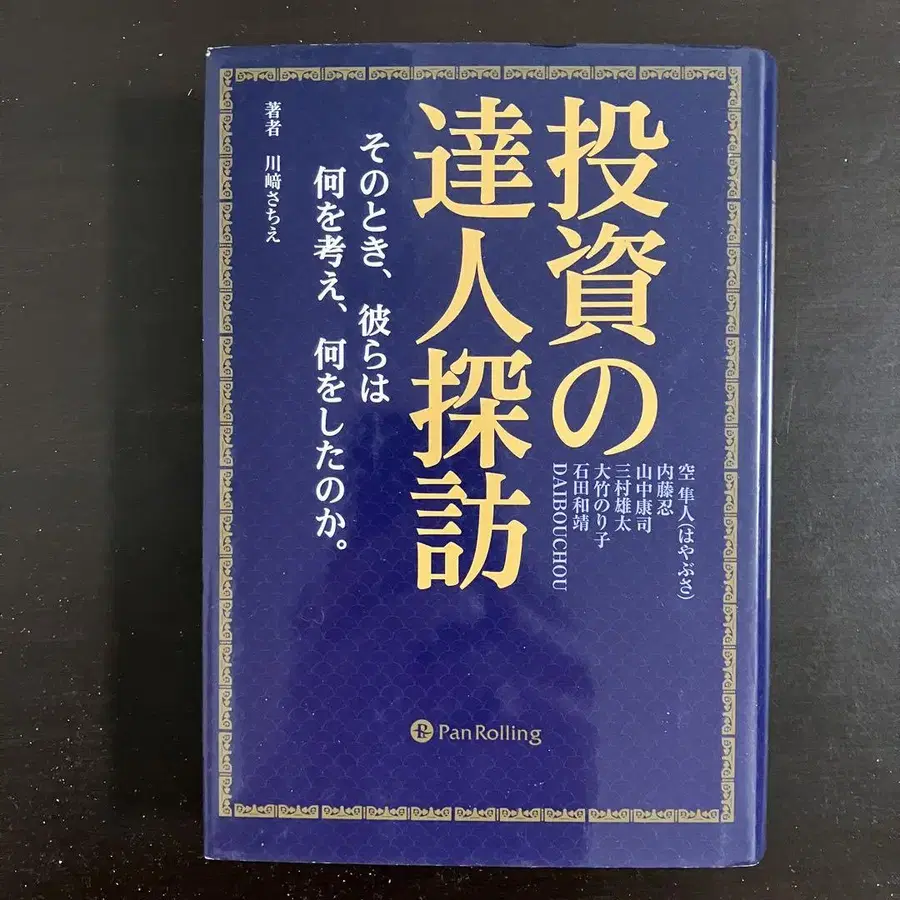 投資の
達人探訪
空 隼人(はやぶさ)
内藤忍
山中康司
三村雄太
大竹のり子
石田和靖
DAIBOUCHOU
そのとき、彼らは
何を考え、何をしたのか。
著者 川﨑さちえ
PanRolling